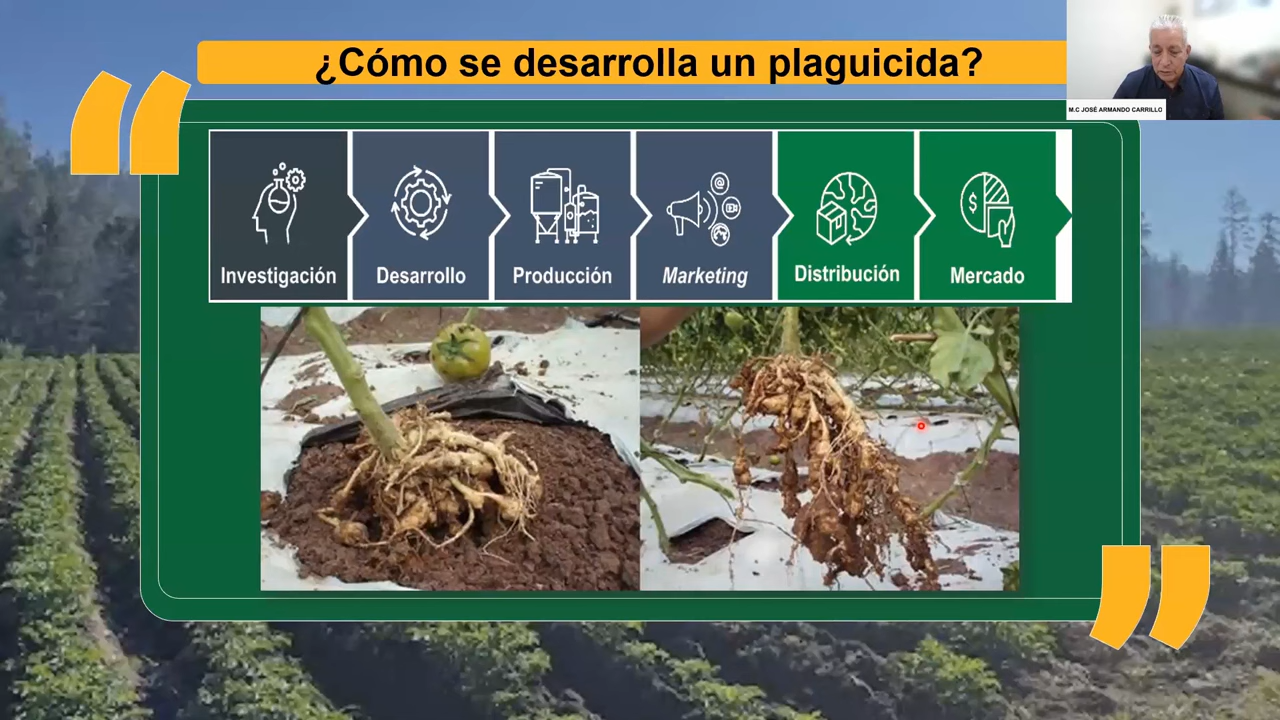 ¿Cómo se desarrolla un plaguicida?
M.C JOSÉ ARMANDO CARRILLO
Investigación
Desarrollo
Producción
Marketing
Distribución
Mercado